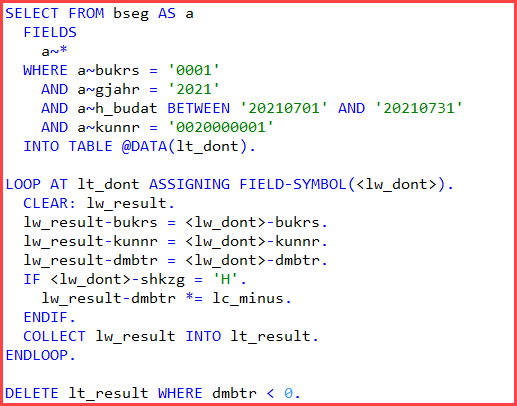 SELECT FROM bseg AS a
  FIELDS
    a~*
  WHERE a~bukrs = '0001'
    AND a~gjahr = '2021'
    AND a~h_budat BETWEEN '20210701' AND '20210731'
    AND a~kunnr = '0020000001'
  INTO TABLE @DATA(lt_dont).

LOOP AT lt_dont ASSIGNING FIELD-SYMBOL(<lw_dont>).
  CLEAR: lw_result.
  lw_result-bukrs = <lw_dont>-bukrs.
  lw_result-kunnr = <lw_dont>-kunnr.
  lw_result-dmbtr = <lw_dont>-dmbtr.
  IF <lw_dont>-shkzg = 'H'.
    lw_result-dmbtr *= lc_minus.
  ENDIF.
  COLLECT lw_result INTO lt_result.
ENDLOOP.

DELETE lt_result WHERE dmbtr < 0.